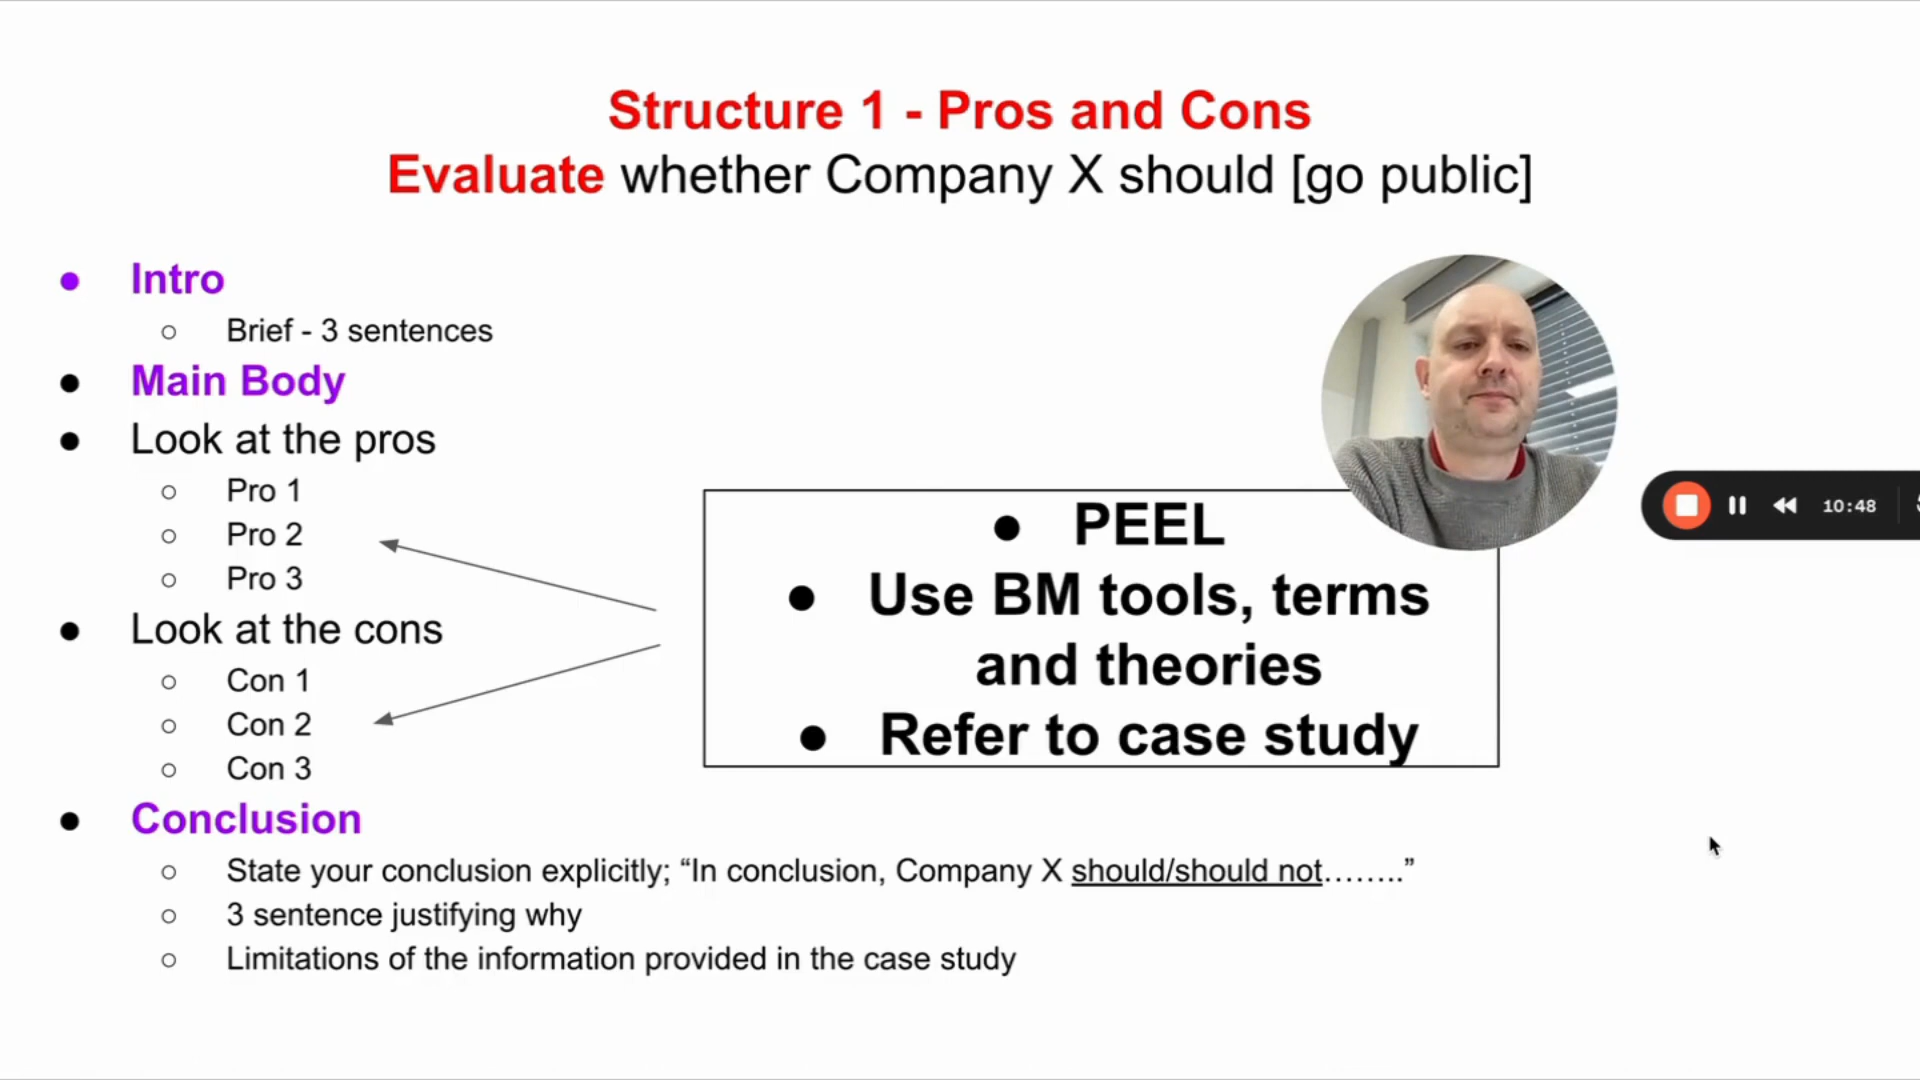 Structure 1 - Pros and Cons
Evaluate whether Company X should [go public]
Intro
Brief - 3 sentences
Main Body
Look at the pros
Pro 1
Pro 2
Pro 3
Look at the cons
Con 1
Con 2
Con 3
PEEL
Use BM tools, terms
and theories
Refer to case study
10:48
Conclusion
State your conclusion explicitly; “In conclusion, Company X should/should not……..”
3 sentence justifying why
Limitations of the information provided in the case study